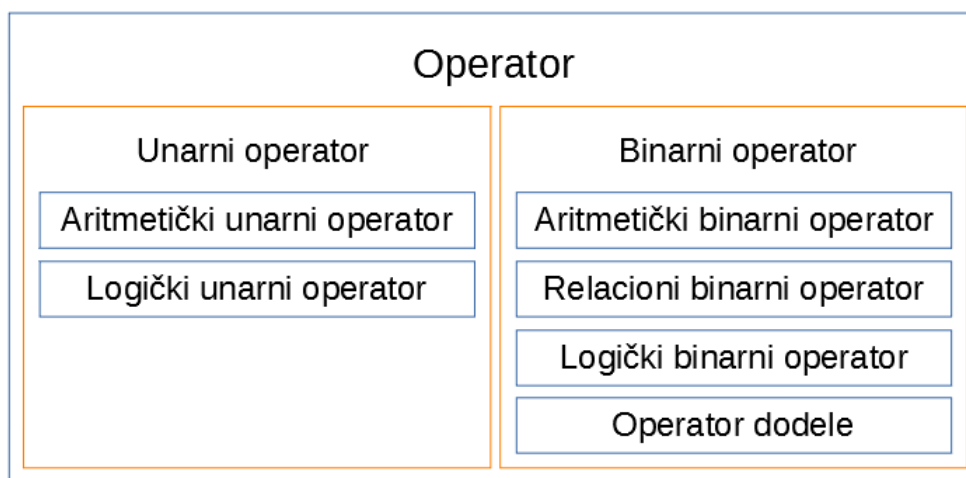 Operator
Unarni operator
Aritmetički unarni operator
Logički unarni operator
Binarni operator
Aritmetički binarni operator
Relacioni binarni operator
Logički binarni operator
Operator dodele